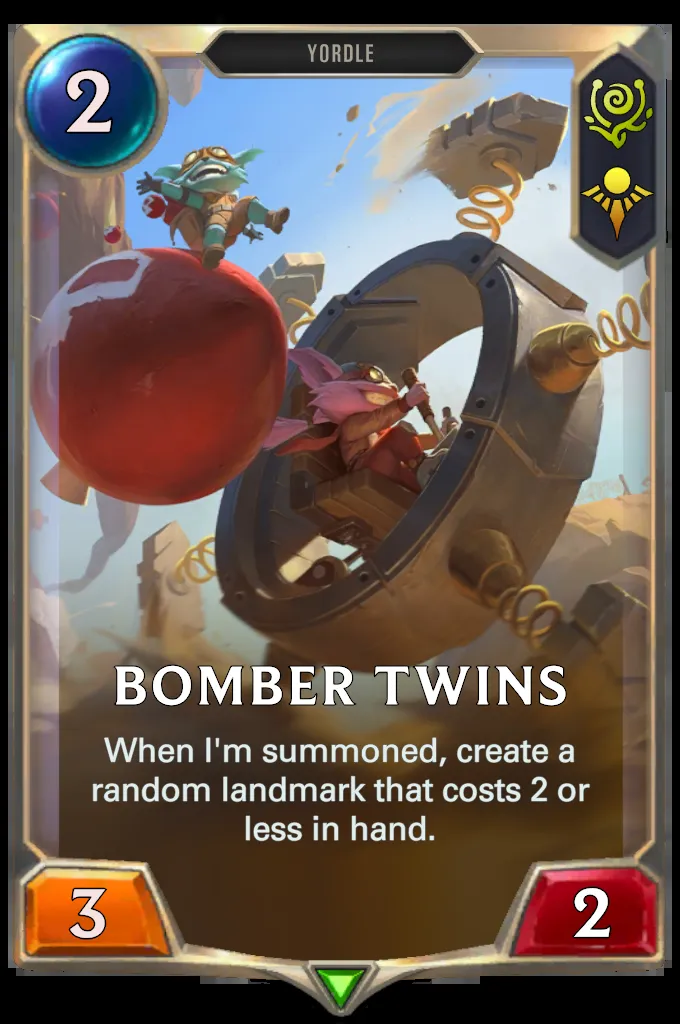 YORDLE
2
BOMBER TWINS
When I'm summoned, create a
random landmark that costs 2 or
less in hand.
3
2